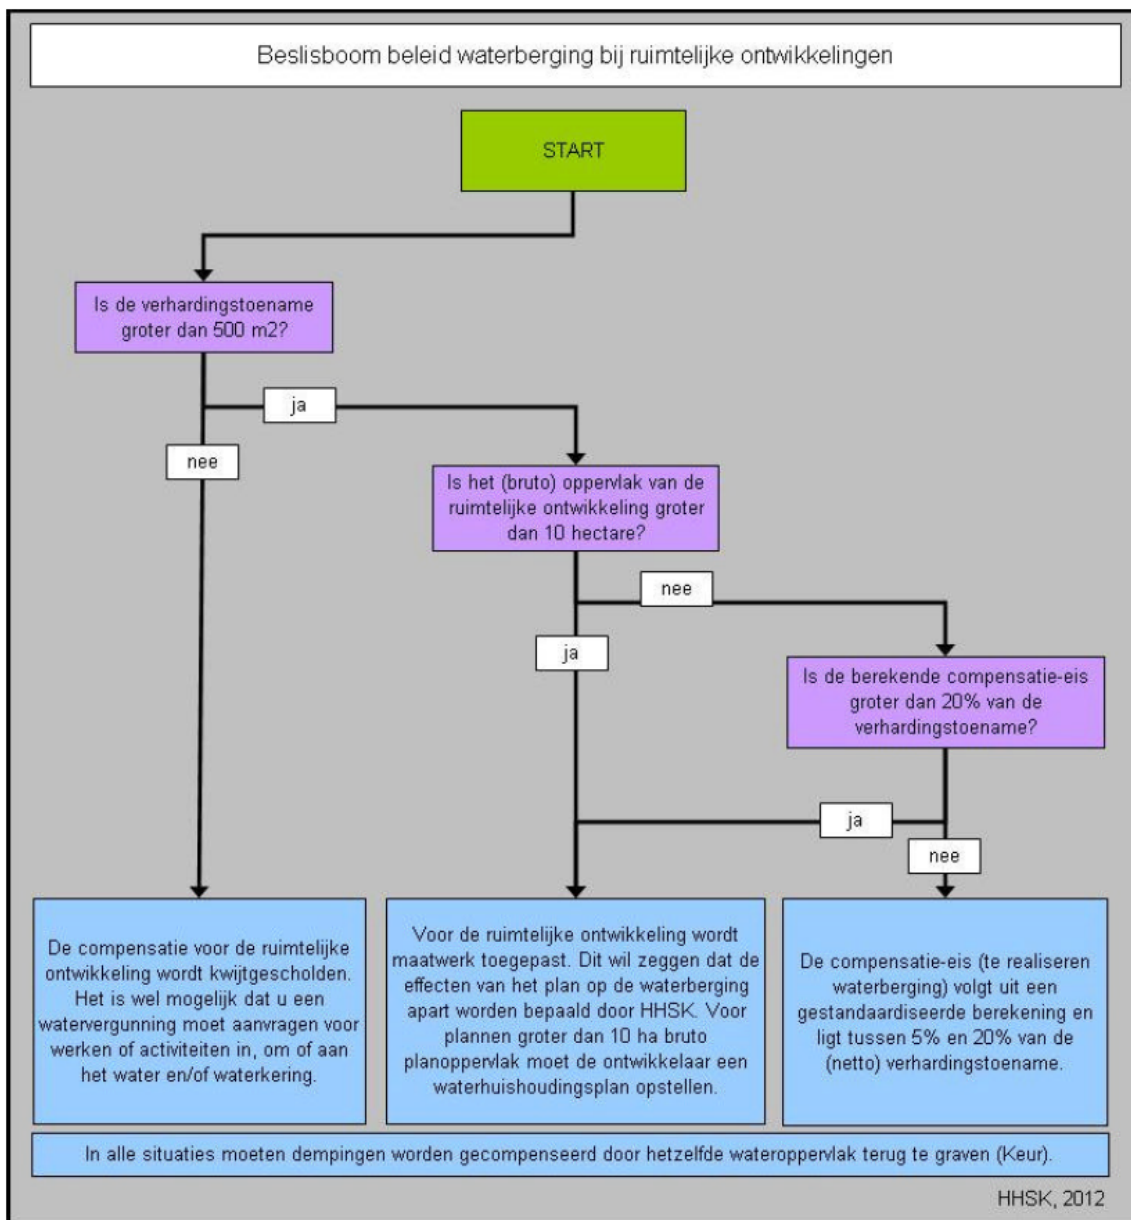 Beslisboom beleid waterberging bij ruimtelijke ontwikkelingen
START
Is de verhardingstoename
groter dan 500 m2?
ja
nee
Is het (bruto) oppervlak van de
ruimtelijke ontwikkeling groter
dan 10 hectare?
nee
ja
Is de berekende compensatie-eis
groter dan 20% van de
verhardingstoename?
ja
nee
De compensatie voor de ruimtelijke
ontwikkeling wordt kwijtgescholden.
Het is wel mogelijk dat u een
watervergunning moet aanvragen voor
werken of activiteiten in, om of aan
het water en/of waterkering.
Voor de ruimtelijke ontwikkeling wordt
maatwerk toegepast. Dit wil zeggen dat de
effecten van het plan op de waterberging
apart worden bepaald door HHSK. Voor
plannen groter dan 10 ha bruto
planoppervlak moet de ontwikkelaar een
waterhuishoudingsplan opstellen.
De compensatie-eis (te realiseren
waterberging) volgt uit een
gestandaardiseerde berekening en
ligt tussen 5% en 20% van de
(netto) verhardingstoename.
In alle situaties moeten dempingen worden gecompenseerd door hetzelfde wateroppervlak terug te graven (Keur).
HHSK, 2012